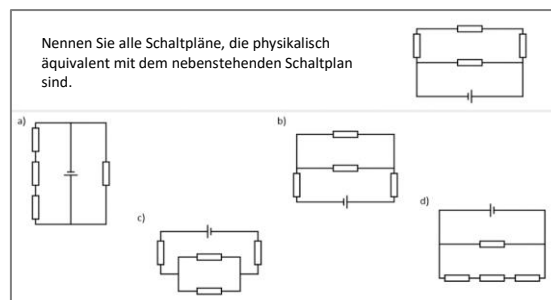 Nennen Sie alle Schaltpläne, die physikalisch
äquivalent mit dem nebenstehenden Schaltplan
sind.
a)
b)
c)
d)